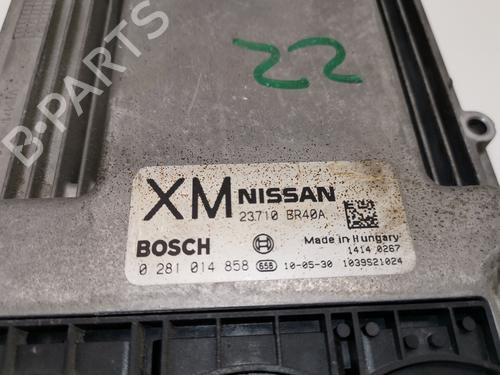 22
B-PARTS
XM NISSAN
23710 BR40A
BOSCH
Made in Hungary
1414 0267
0 281 014 858 658 10-05-30 1039S21024